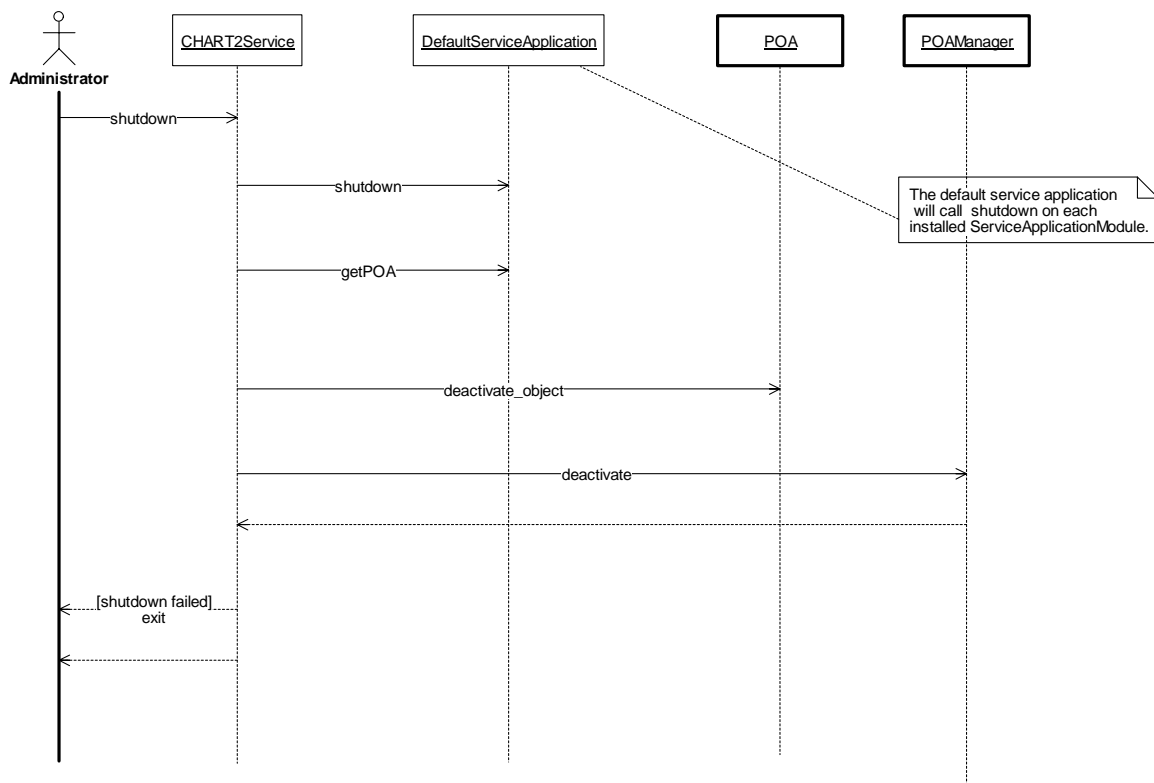 CHART2Service
DefaultServiceApplication
POA
POAManager
Administrator
shutdown
shutdown
The default service application
will call shutdown on each
installed ServiceApplicationModule.
getPOA
deactivate_object
deactivate
[shutdown failed]
exit